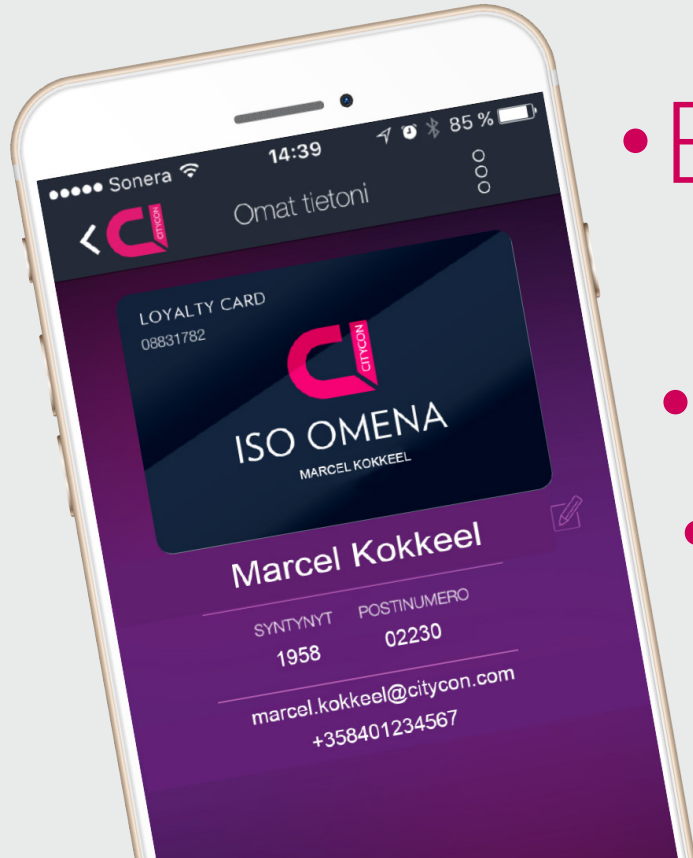 Sonera 14:39 85 %
CITYCON
Omat tietoni
LOYALTY CARD
08831782
CITYCON
ISO OMENA
MARCEL KOKKEEL
Marcel Kokkeel
SYNTYNYT POSTINUMERO
1958 02230
marcel.kokkeel@citycon.com
+358401234567